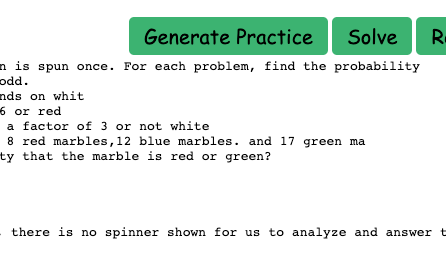 Generate Practice Solve R
n is spun once. For each problem, find the probability
odd.
nds on whit
6 or red
a factor of 3 or not white
8 red marbles,12 blue marbles. and 17 green ma
ty that the marble is red or green?
, there is no spinner shown for us to analyze and answer t